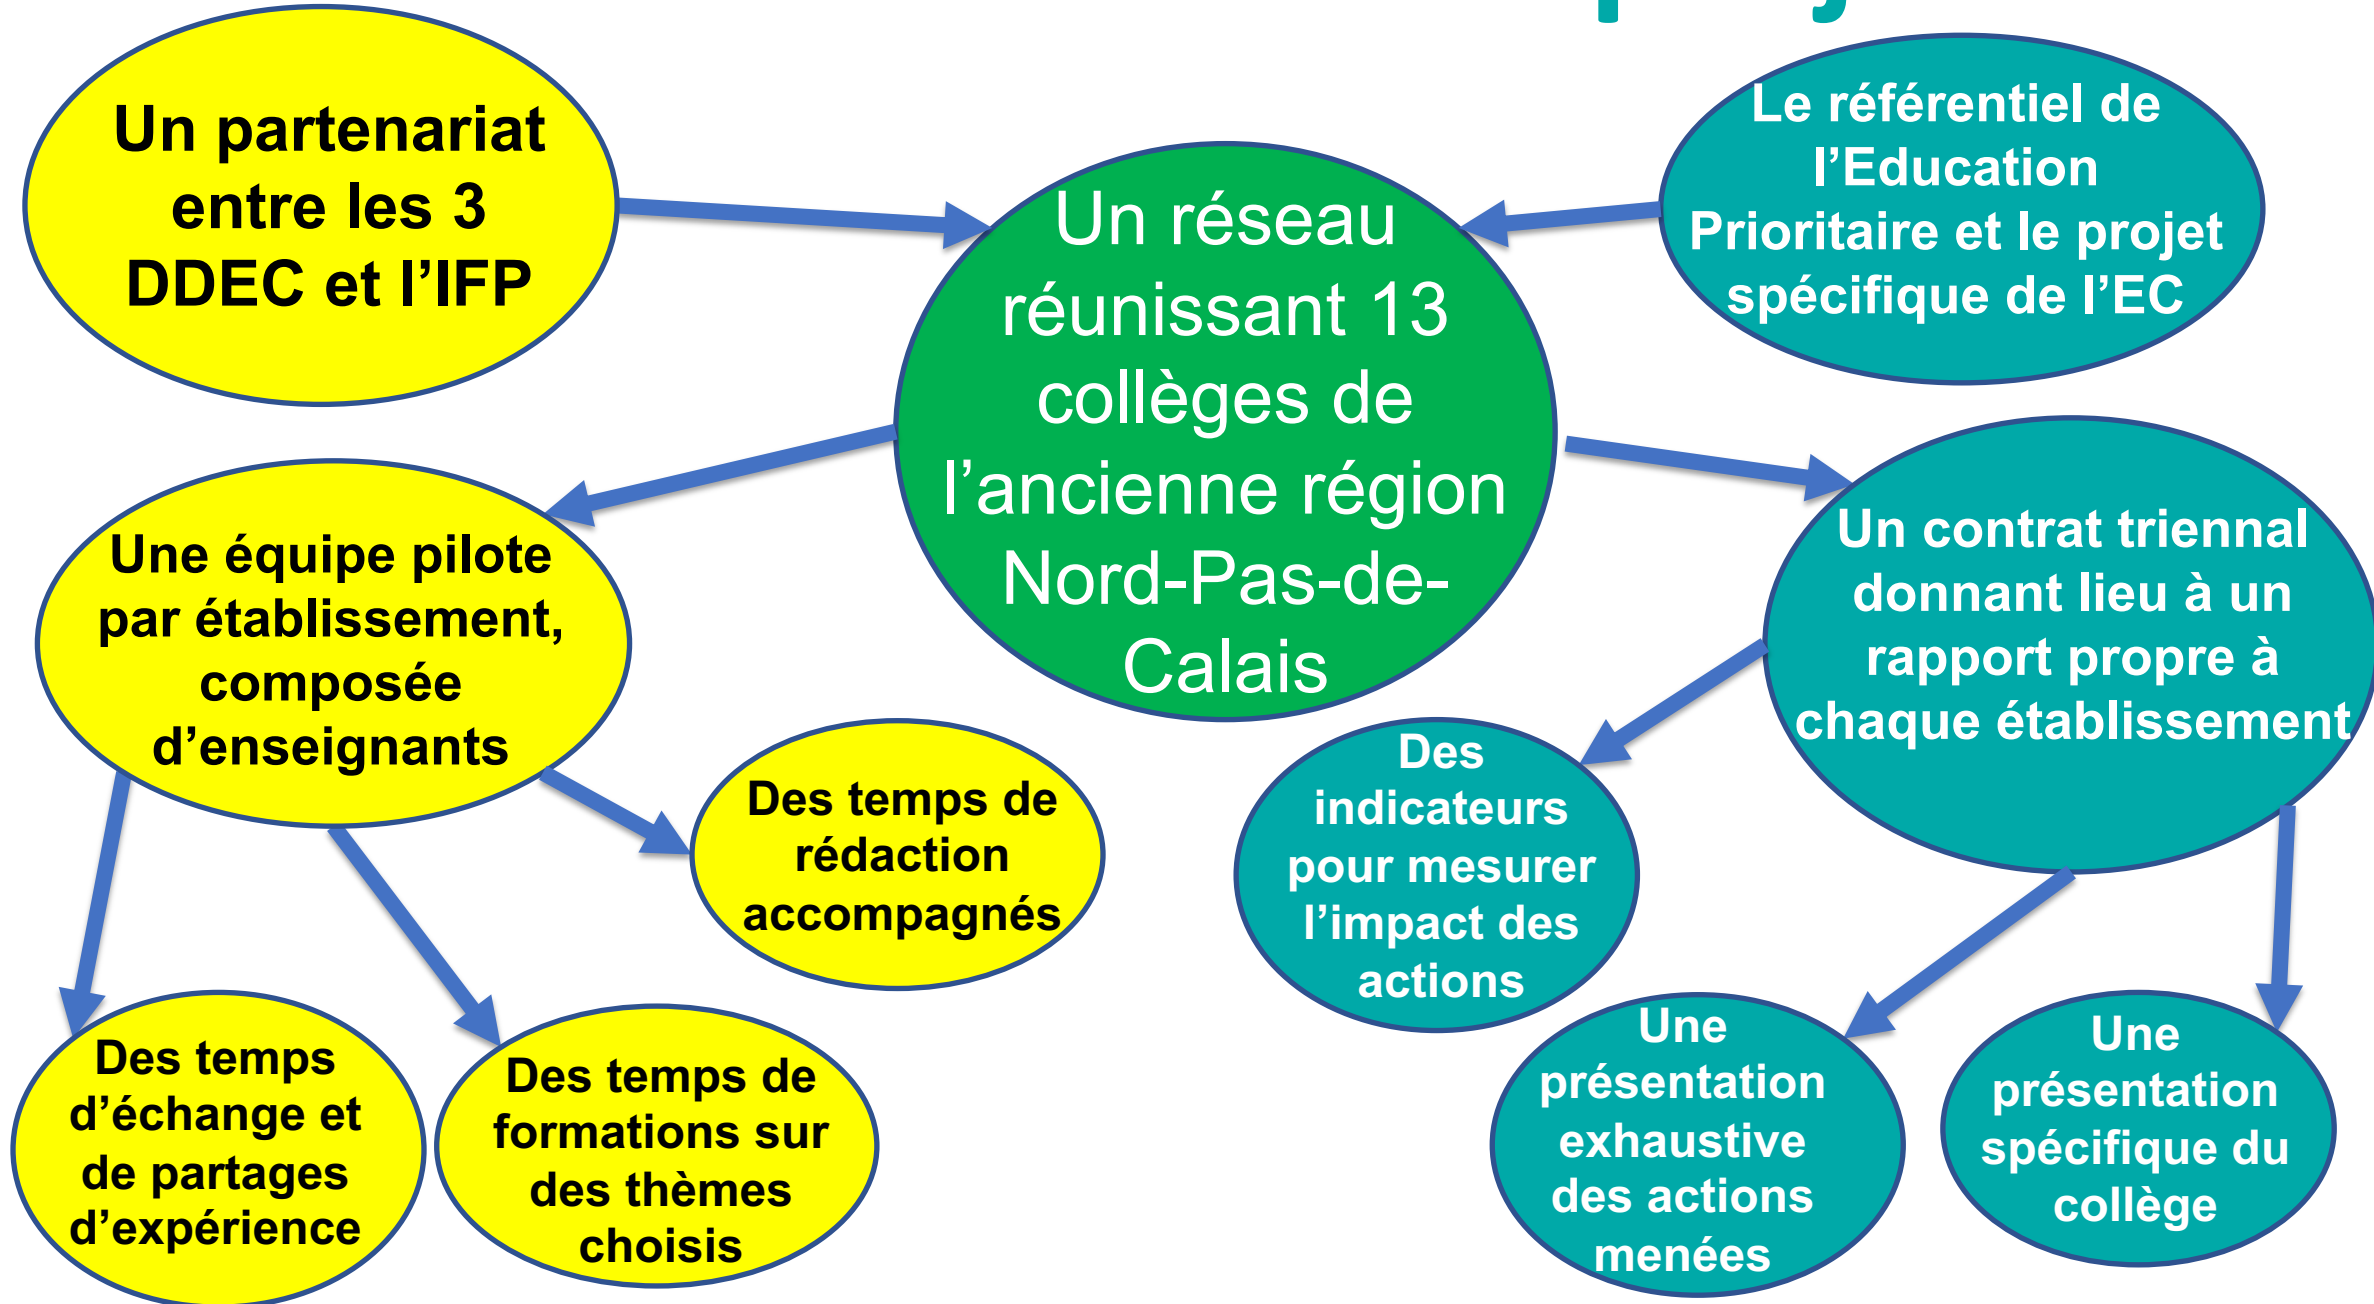 Un partenariat
entre les 3
DDEC et l’IFP
Le référentiel de
l’Education
Prioritaire et le projet
spécifique de l’EC
Un réseau
réunissant 13
collèges de
l’ancienne région
Nord-Pas-de-
Calais
Une équipe pilote
par établissement,
composée
d’enseignants
Un contrat triennal
donnant lieu à un
rapport propre à
chaque établissement
Des temps de
rédaction
accompagnés
Des
indicateurs
pour mesurer
l’impact des
actions
Des temps
d’échange et
de partages
d’expérience
Des temps de
formations sur
des thèmes
choisis
Une
présentation
exhaustive
des actions
menées
Une
présentation
spécifique du
collège